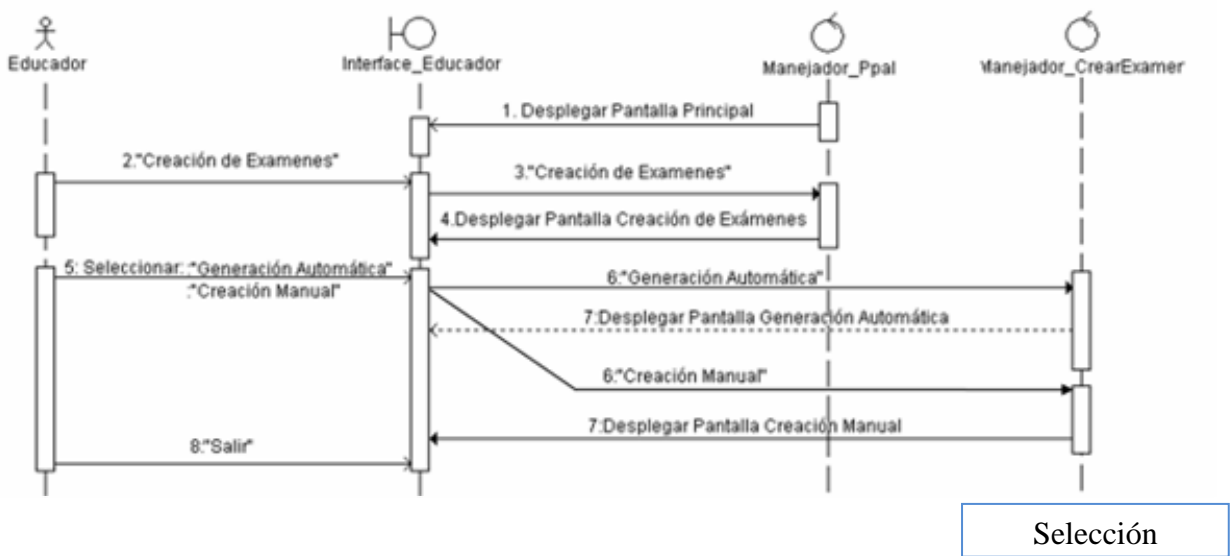 Educador
Interface_Educador
Manejador_Ppal
Manejador_CrearExamer
1. Desplegar Pantalla Principal
2:"Creación de Examenes"
3:"Creación de Examenes"
4.Desplegar Pantalla Creación de Exámenes
5: Seleccionar: :"Generación Automática"
:"Creación Manual"
6:"Generación Automática"
7:Desplegar Pantalla Generación Automática
6:"Creación Manual"
7:Desplegar Pantalla Creación Manual
8:"Salir"
Selección